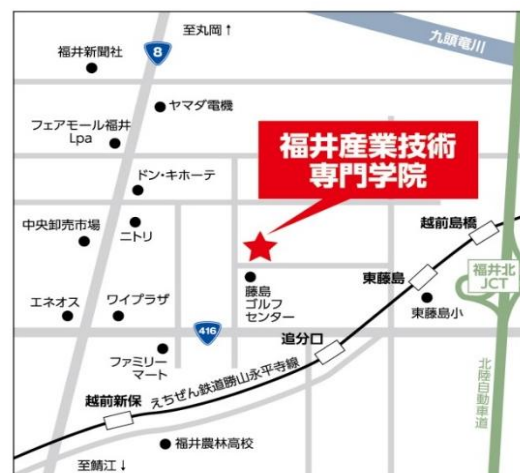 至丸岡↑
九頭竜川
福井新聞社
8
ヤマダ電機
フェアモール福井
Lpa
福井産業技術
専門学院
ドン・キホーテ
越前島橋
中央卸売市場
ニトリ
東藤島
福井北
JCT
藤島
ゴルフ
センター
東藤島小
エネオス
ワイプラザ
416
追分口
ファミリー
マート
えちぜん鉄道勝山永平寺線
北陸自動車道
越前新保
福井農林高校
至鯖江↓